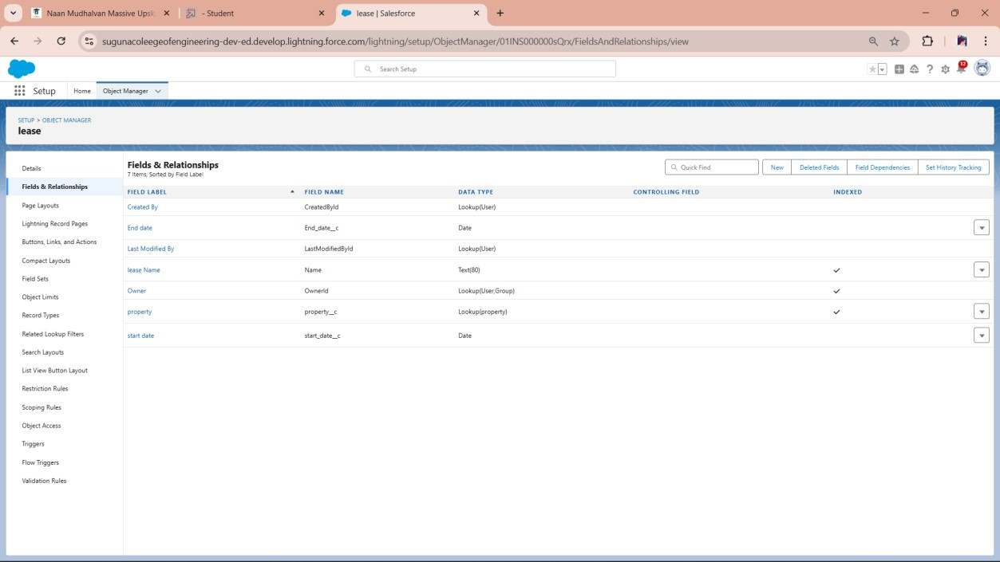 Naan Mudhalvan Massive Upsk
- Student
lease | Salesforce
sugunacoleegeofengineering-dev-ed.develop.lightning.force.com/lightning/setup/ObjectManager/01INS000000sQrx/FieldsAndRelationships/view
Search Setup
12
Setup
Home
Object Manager
SETUP > OBJECT MANAGER
lease
Details
Fields & Relationships
Page Layouts
Lightning Record Pages
Buttons, Links, and Actions
Compact Layouts
Field Sets
Object Limits
Record Types
Related Lookup Filters
Search Layouts
List View Button Layout
Restriction Rules
Scoping Rules
Object Access
Triggers
Flow Triggers
Validation Rules
Fields & Relationships
7 Items, Sorted by Field Label
Quick Find
New
Deleted Fields
Field Dependencies
Set History Tracking
FIELD LABEL FIELD NAME DATA TYPE CONTROLLING FIELD INDEXED
Created By CreatedById Lookup(User)
End date End_date__c Date
Last Modified By LastModifiedById Lookup(User)
lease Name Name Text(80)
Owner OwnerId Lookup(User,Group)
property property__c Lookup(property)
start date start_date__c Date